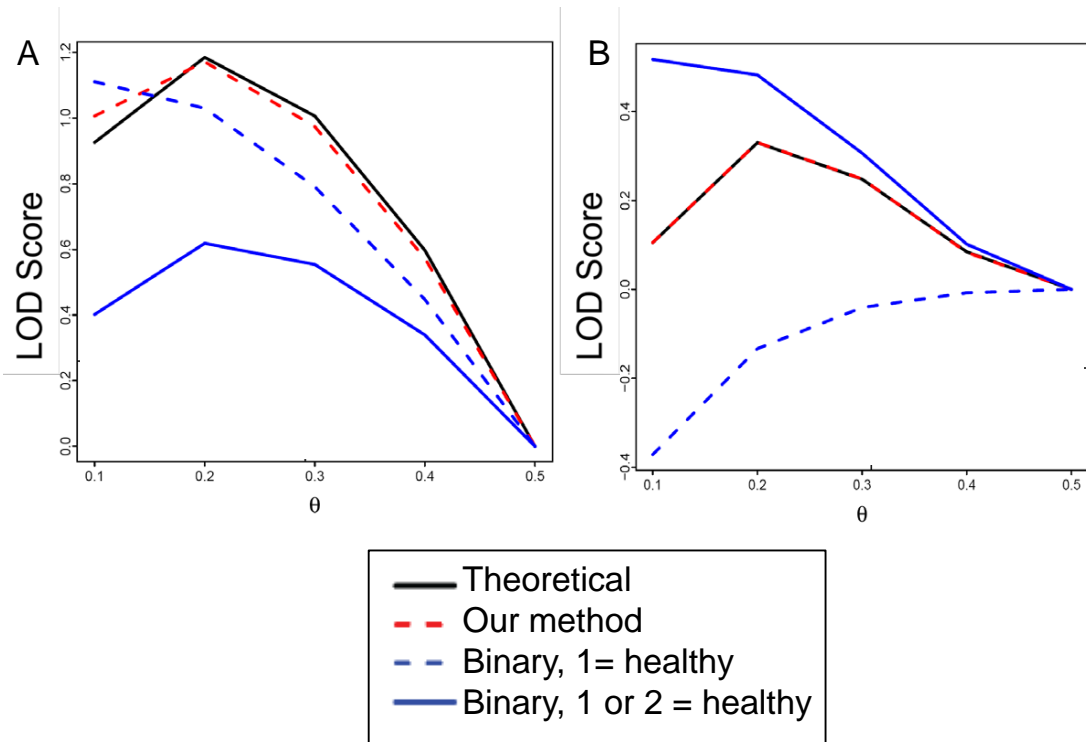 A
LOD Score
1.2
1.0
0.8
0.6
0.4
0.2
0.0
0.1 0.2 0.3 0.4 0.5
θ
B
LOD Score
0.4
0.2
0.0
−0.2
−0.4
0.1 0.2 0.3 0.4 0.5
θ
Theoretical
Our method
Binary, 1= healthy
Binary, 1 or 2 = healthy